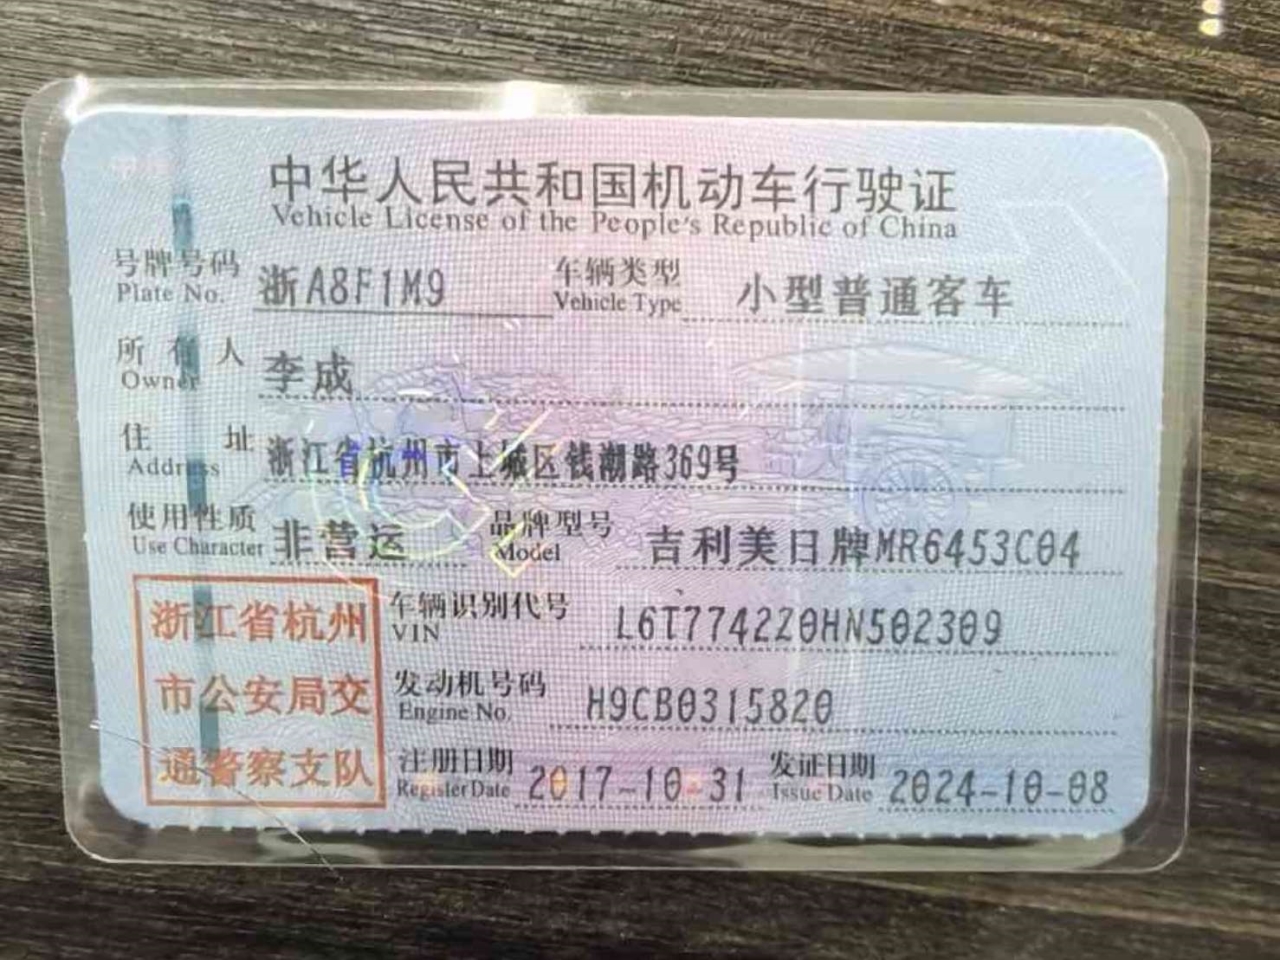 中华人民共和国机动车行驶证
Vehicle License of the People's Republic of China
号牌号码 浙A8F1M9 车辆类型 小型普通客车
Plate No. Vehicle Type
所有人 李成
Owner
住址 浙江省杭州市上城区钱潮路369号
Address
使用性质 非营运 品牌型号 吉利美日牌MR6453C04
Use Character Model
浙江省杭州
市公安局交
通警察支队
车辆识别代号 L6T7742Z0HN502309
VIN
发动机号码 H9CB0315820
Engine No.
注册日期 2017-10-31 发证日期 2024-10-08
Register Date Issue Date